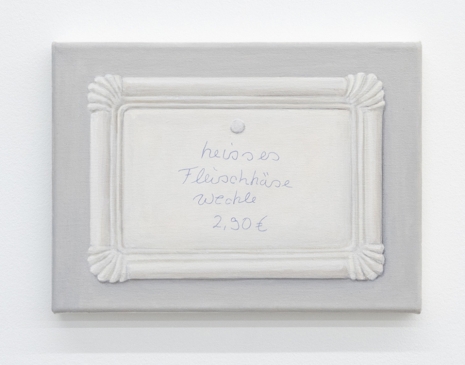 heisses
Fleischkäse
Weckle
2,90 €